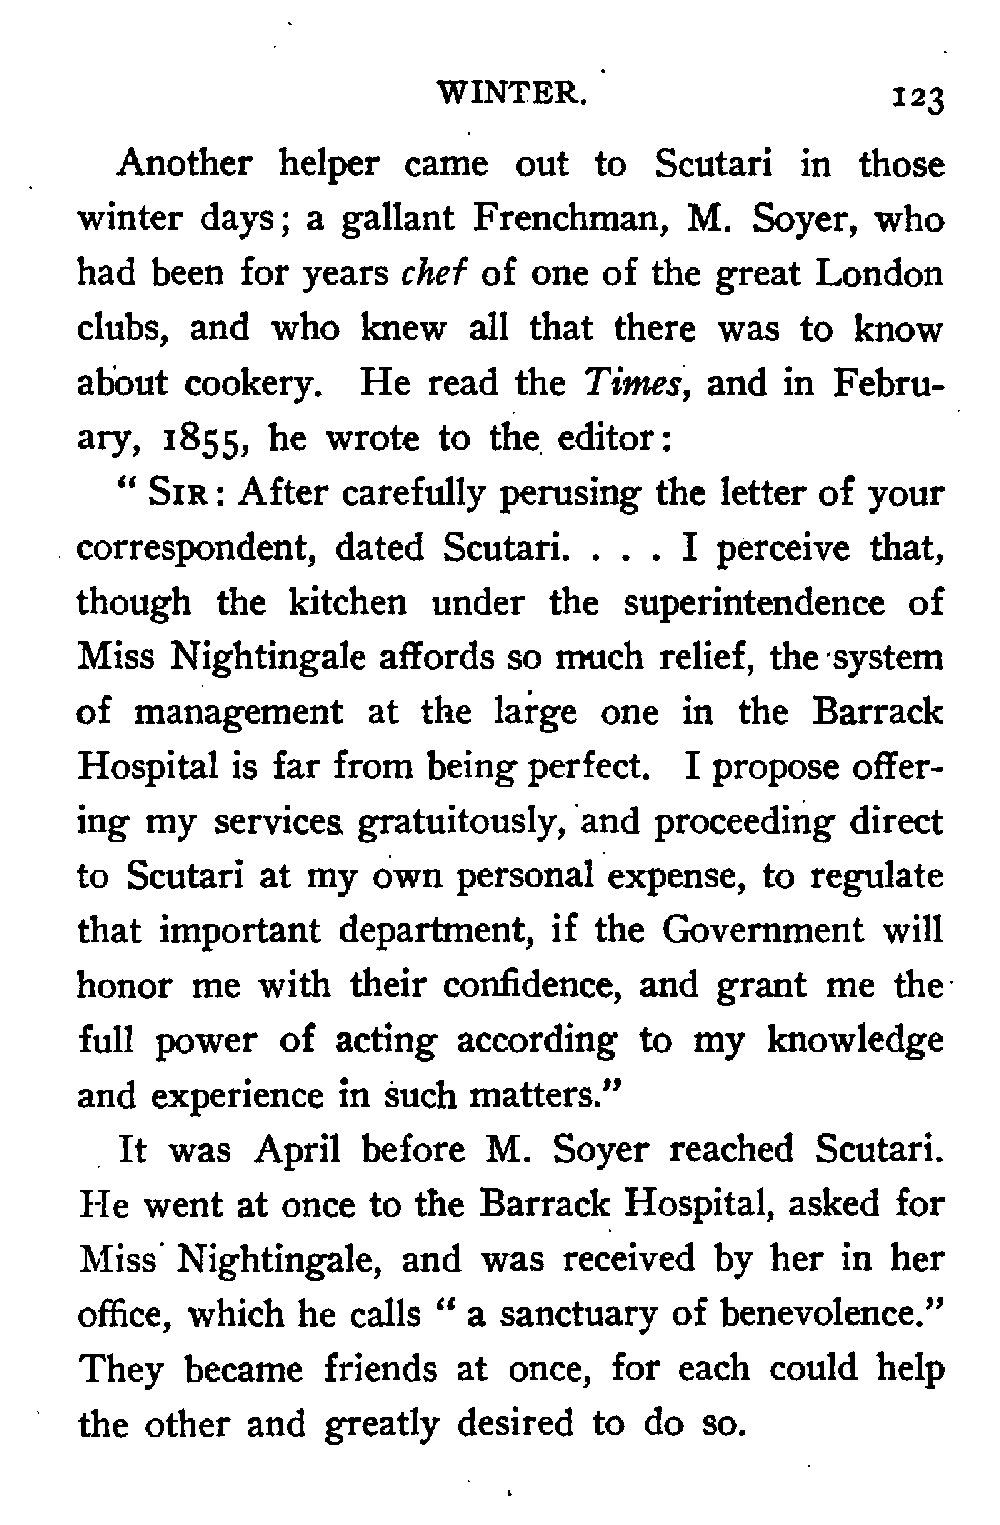 WINTER. 123
Another helper came out to Scutari in those
winter days; a gallant Frenchman, M. Soyer, who
had been for years chef of one of the great London
clubs, and who knew all that there was to know
about cookery. He read the Times, and in Febru-
ary, 1855, he wrote to the editor:
“ SIR: After carefully perusing the letter of your
correspondent, dated Scutari. . . . I perceive that,
though the kitchen under the superintendence of
Miss Nightingale affords so much relief, the system
of management at the large one in the Barrack
Hospital is far from being perfect. I propose offer-
ing my services gratuitously, and proceeding direct
to Scutari at my own personal expense, to regulate
that important department, if the Government will
honor me with their confidence, and grant me the
full power of acting according to my knowledge
and experience in such matters.”
It was April before M. Soyer reached Scutari.
He went at once to the Barrack Hospital, asked for
Miss Nightingale, and was received by her in her
office, which he calls “ a sanctuary of benevolence.”
They became friends at once, for each could help
the other and greatly desired to do so.